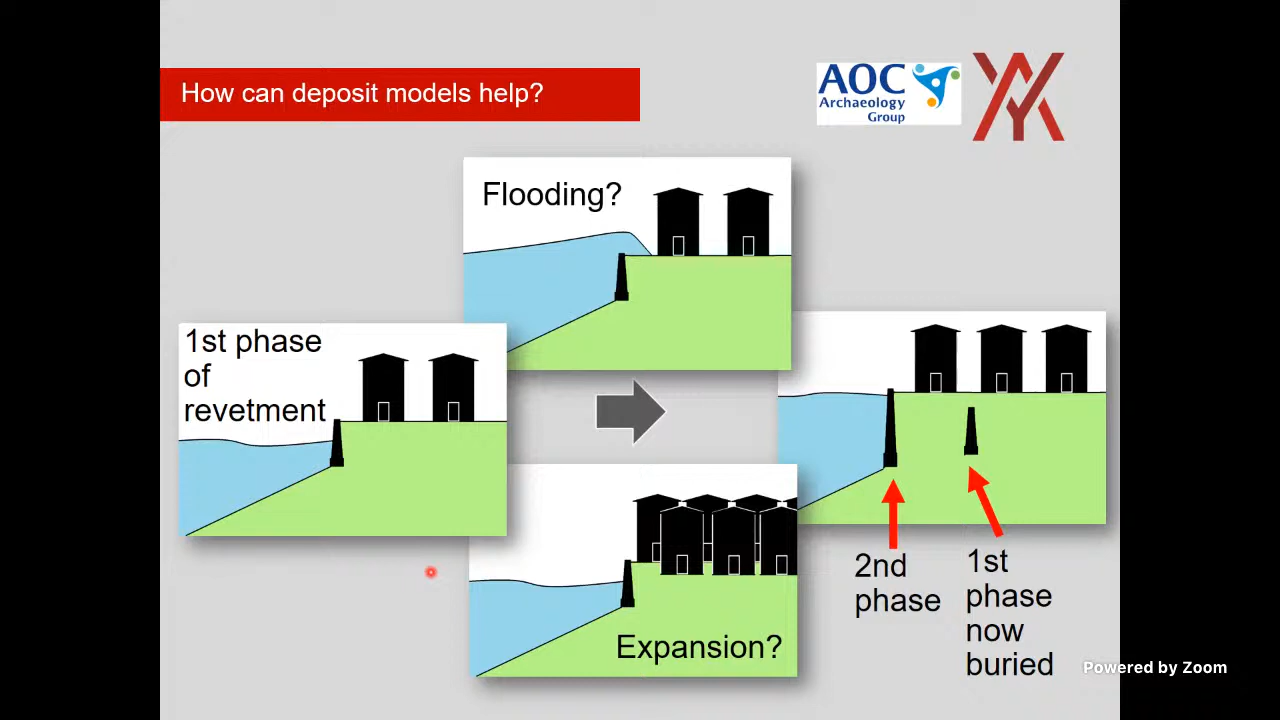 How can deposit models help?
AOC
Archaeology
Group
Flooding?
1st phase
of
revetment
Expansion?
2nd
phase
1st
phase
now
buried
Powered by Zoom